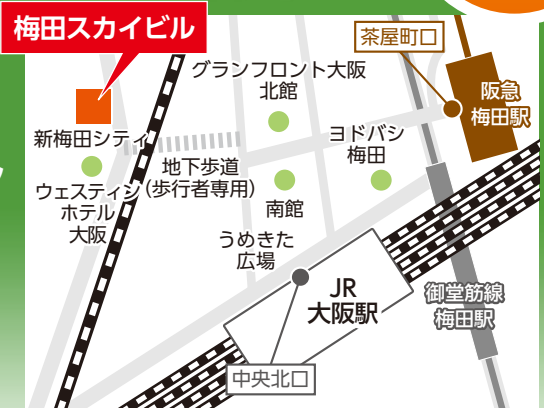 梅田スカイビル
茶屋町口
グランフロント大阪
北館
阪急
梅田駅
新梅田シティ
ヨドバシ
梅田
地下歩道
(歩行者専用)
ウェスティン
ホテル
大阪
南館
うめきた
広場
JR
大阪駅
御堂筋線
梅田駅
中央北口